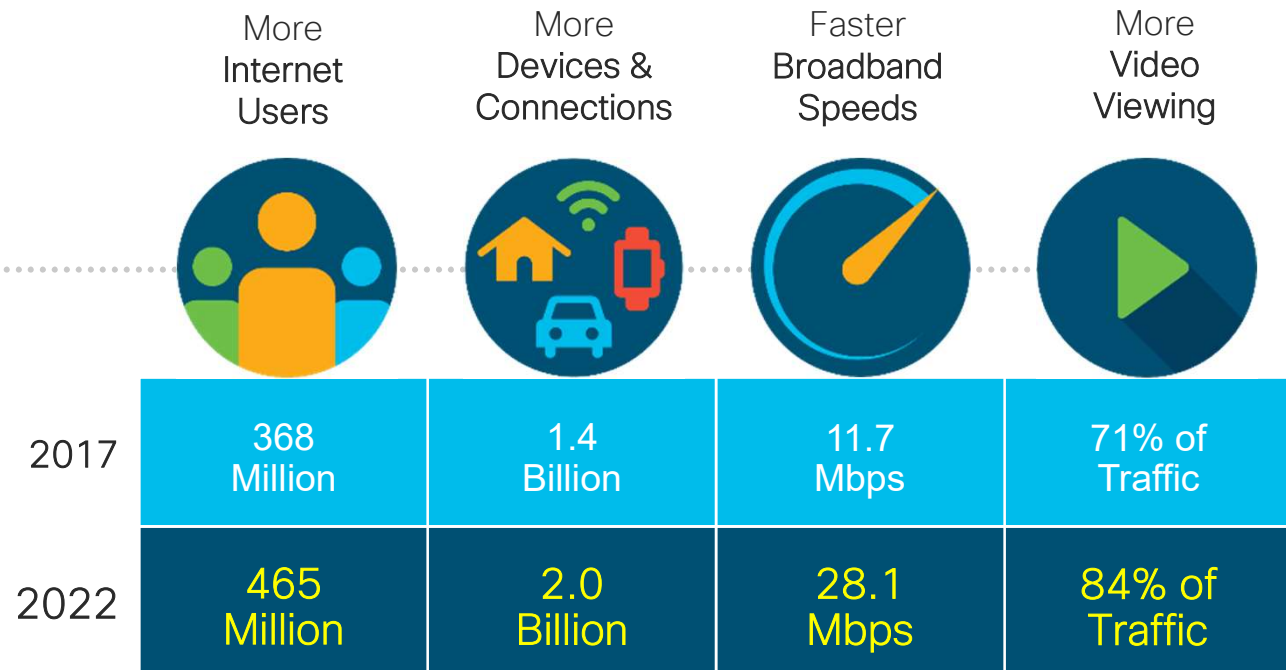 More
Internet
Users
More
Devices &
Connections
Faster
Broadband
Speeds
More
Video
Viewing
2017
368
Million
1.4
Billion
11.7
Mbps
71% of
Traffic
2022
465
Million
2.0
Billion
28.1
Mbps
84% of
Traffic